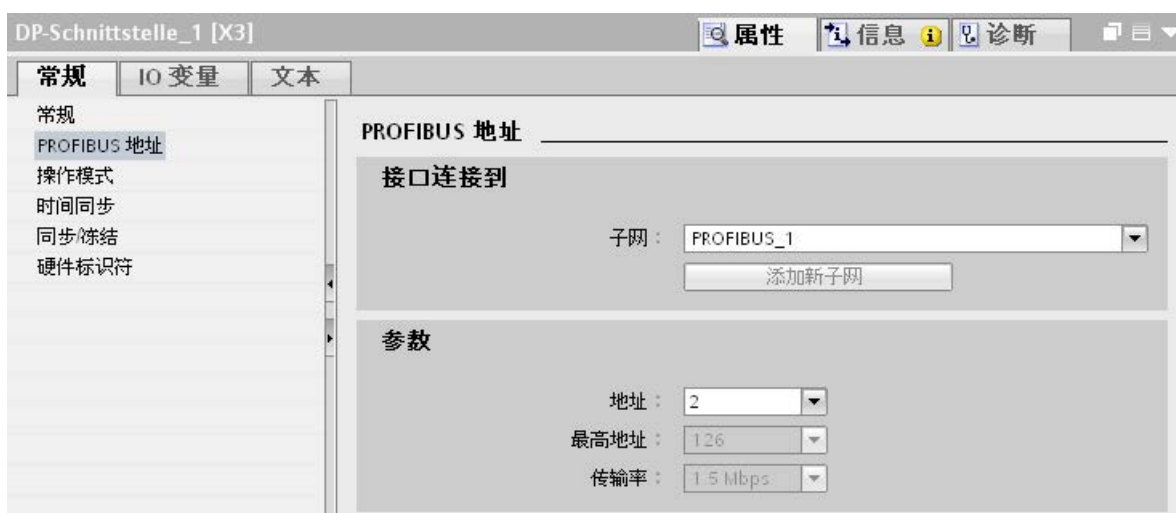 DP-Schnittstelle_1 [X3] 属性 信息 诊断
常规 IO 变量 文本
常规
PROFIBUS 地址
操作模式
时间同步
同步/冻结
硬件标识符
PROFIBUS 地址
接口连接到
子网： PROFIBUS_1
添加新子网
参数
地址： 2
最高地址： 126
传输率： 1.5 Mbps